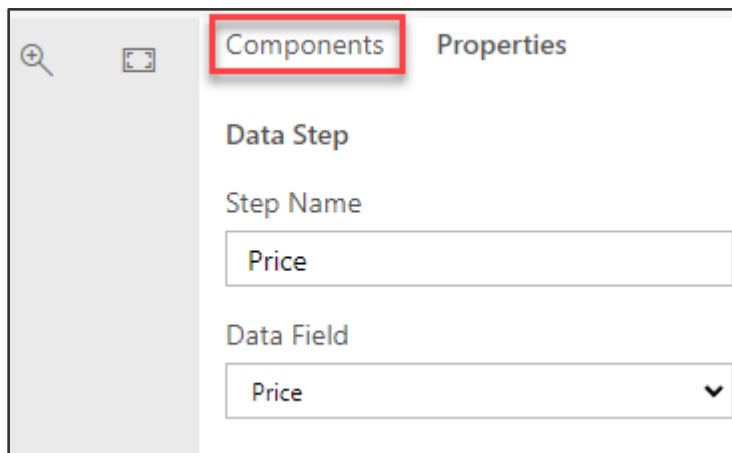 Components Properties
Data Step
Step Name
Price
Data Field
Price